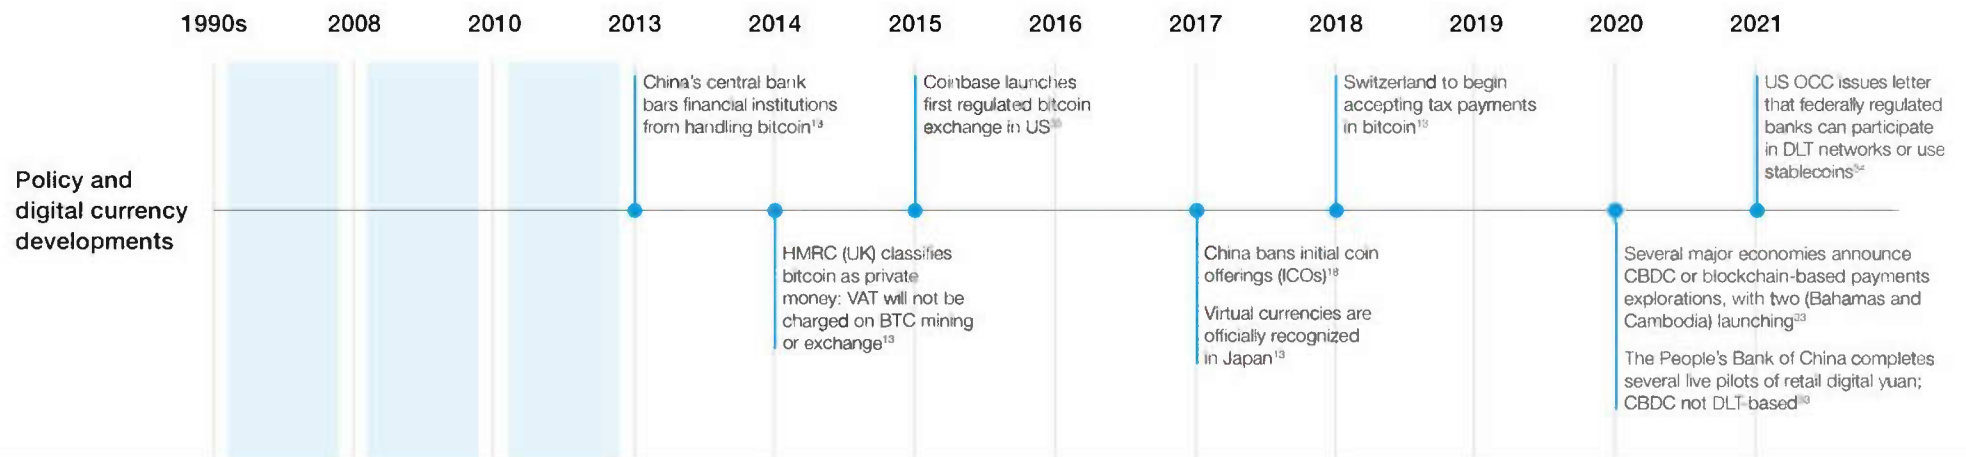 1990s 2008 2010 2013 2014 2015 2016 2017 2018 2019 2020 2021
Policy and
digital currency
developments
China's central bank
bars financial institutions
from handling bitcoin¹³
HMRC (UK) classifies
bitcoin as private
money: VAT will not be
charged on BTC mining
or exchange¹³
Coinbase launches
first regulated bitcoin
exchange in US
China bans initial coin
offerings (ICOs)¹⁸
Virtual currencies are
officially recognized
in Japan¹³
Switzerland to begin
accepting tax payments
in bitcoin¹³
Several major economies announce
CBDC or blockchain-based payments
explorations, with two (Bahamas and
Cambodia) launching³³
The People's Bank of China completes
several live pilots of retail digital yuan;
CBDC not DLT-based
US OCC issues letter
that federally regulated
banks can participate
in DLT networks or use
stablecoins